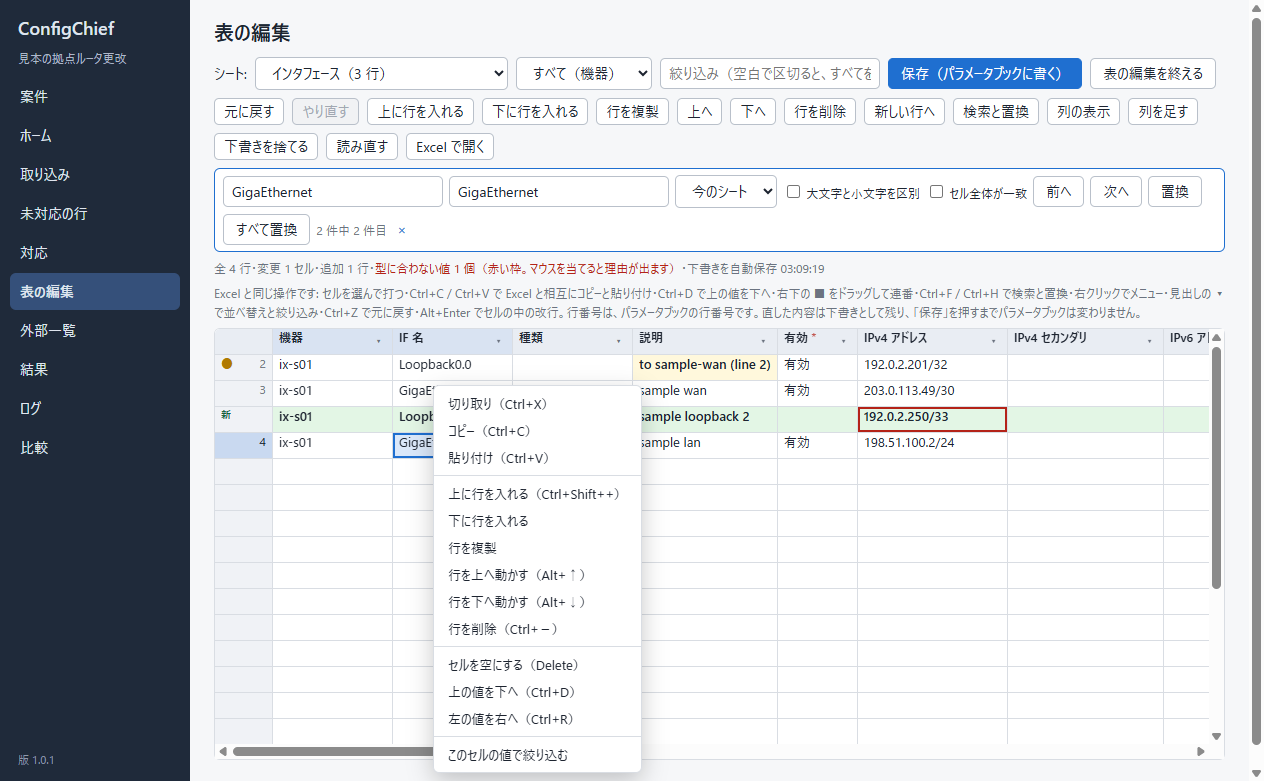 ConfigChief
見本の拠点ルータ更改
案件
ホーム
取り込み
未対応の行
対応
表の編集
外部一覧
結果
ログ
比較
版 1.0.1
表の編集
シート: インタフェース（3 行） すべて（機器） 絞り込み（空白で区切ると、すべてを 保存（パラメータブックに書く） 表の編集を終える
元に戻す やり直す 上に行を入れる 下に行を入れる 行を複製 上へ 下へ 行を削除 新しい行へ 検索と置換 列の表示 列を足す
下書きを捨てる 読み直す Excel で開く
GigaEthernet GigaEthernet 今のシート 大文字と小文字を区別 セル全体が一致 前へ 次へ 置換
すべて置換 2 件中 2 件目 ×
全 4 行・変更 1 セル・追加 1 行・型に合わない値 1 個（赤い枠。マウスを当てると理由が出ます）・下書きを自動保存 03:09:19
Excel と同じ操作です: セルを選んで打つ・Ctrl+C / Ctrl+V で Excel と相互にコピーと貼り付け・Ctrl+D で上の値を下へ・右下の ■ をドラッグして連番・Ctrl+F / Ctrl+H で検索と置換・右クリックでメニュー・見出しの ▾
で並べ替えと絞り込み・Ctrl+Z で元に戻す・Alt+Enter でセルの中の改行。行番号は、パラメータブックの行番号です。直した内容は下書きとして残り、「保存」を押すまでパラメータブックは変わりません。
機器 IF 名 種類 説明 有効 * IPv4 アドレス IPv4 セカンダリ IPv6 ア
2 ix-s01 Loopback0.0 to sample-wan (line 2) 有効 192.0.2.201/32
3 ix-s01 GigaE sample wan 有効 203.0.113.49/30
新 ix-s01 Loopb sample loopback 2 192.0.2.250/33
4 ix-s01 GigaE sample lan 有効 198.51.100.2/24
切り取り（Ctrl+X）
コピー（Ctrl+C）
貼り付け（Ctrl+V）
上に行を入れる（Ctrl+Shift++）
下に行を入れる
行を複製
行を上へ動かす（Alt+↑）
行を下へ動かす（Alt+↓）
行を削除（Ctrl+−）
セルを空にする（Delete）
上の値を下へ（Ctrl+D）
左の値を右へ（Ctrl+R）
このセルの値で絞り込む